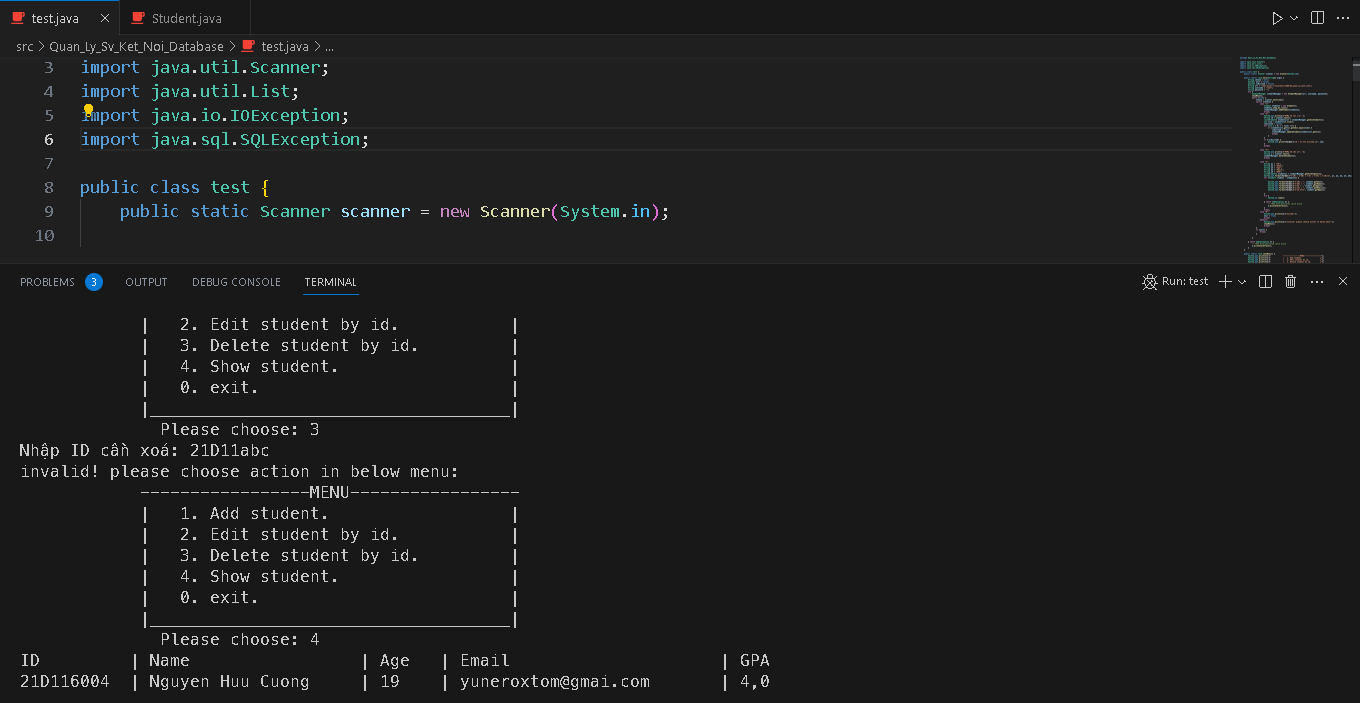 test.java
Student.java
src > Quan_Ly_Sv_Ket_Noi_Database > test.java > ...
3 import java.util.Scanner;
4 import java.util.List;
5 import java.io.IOException;
6 import java.sql.SQLException;
7
8 public class test {
9 public static Scanner scanner = new Scanner(System.in);
10
PROBLEMS 3 OUTPUT DEBUG CONSOLE TERMINAL Run: test
| 2. Edit student by id. |
| 3. Delete student by id. |
| 4. Show student. |
| 0. exit. |
|____________________________________|
Please choose: 3
Nhập ID cần xoá: 21D11abc
invalid! please choose action in below menu:
-----------------MENU-----------------
| 1. Add student. |
| 2. Edit student by id. |
| 3. Delete student by id. |
| 4. Show student. |
| 0. exit. |
|____________________________________|
Please choose: 4
ID | Name | Age | Email | GPA
21D116004 | Nguyen Huu Cuong | 19 | yuneroxtom@gmai.com | 4,0